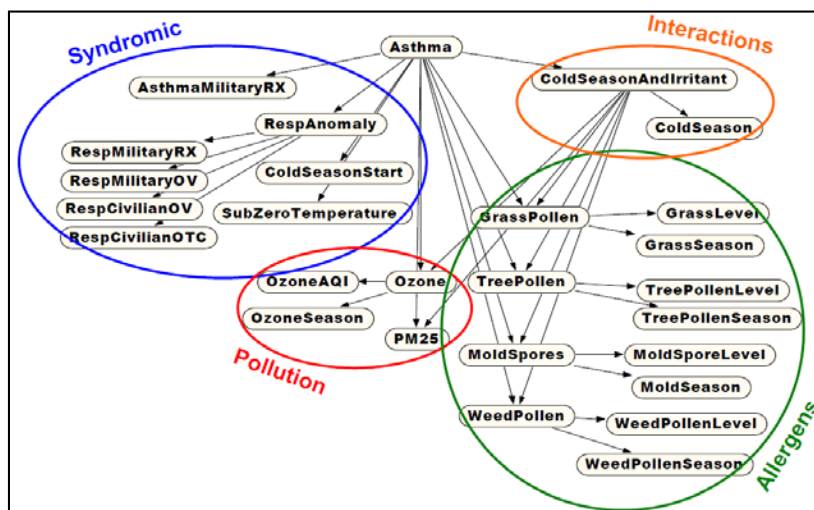 Syndromic
Asthma
Interactions
AsthmaMilitaryRX
ColdSeasonAndIrritant
RespAnomaly
ColdSeason
RespMilitaryRX
ColdSeasonStart
RespMilitaryOV
RespCivilianOV
SubZeroTemperature
RespCivilianOTC
GrassPollen
GrassLevel
GrassSeason
OzoneAQI
Ozone
TreePollen
TreePollenLevel
OzoneSeason
TreePollenSeason
PM25
Pollution
MoldSpores
MoldSporeLevel
MoldSeason
WeedPollen
WeedPollenLevel
WeedPollenSeason
Allergens